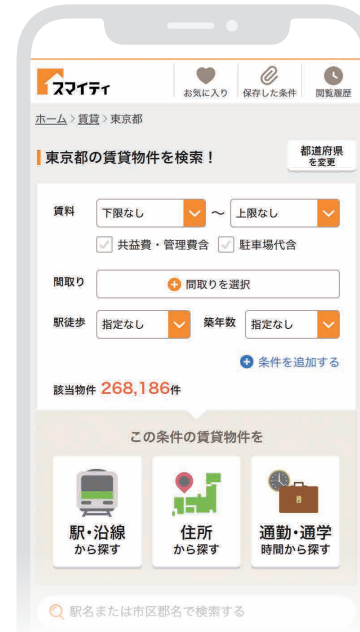 スマイティ
お気に入り 保存した条件 閲覧履歴
ホーム > 賃貸 > 東京都
東京都の賃貸物件を検索！
都道府県
を変更
賃料 下限なし ～ 上限なし
共益費・管理費含 駐車場代含
間取り 間取りを選択
駅徒歩 指定なし 築年数 指定なし
条件を追加する
該当物件 268,186件
この条件の賃貸物件を
駅・沿線
から探す
住所
から探す
通勤・通学
時間から探す
駅名または市区郡名で検索する